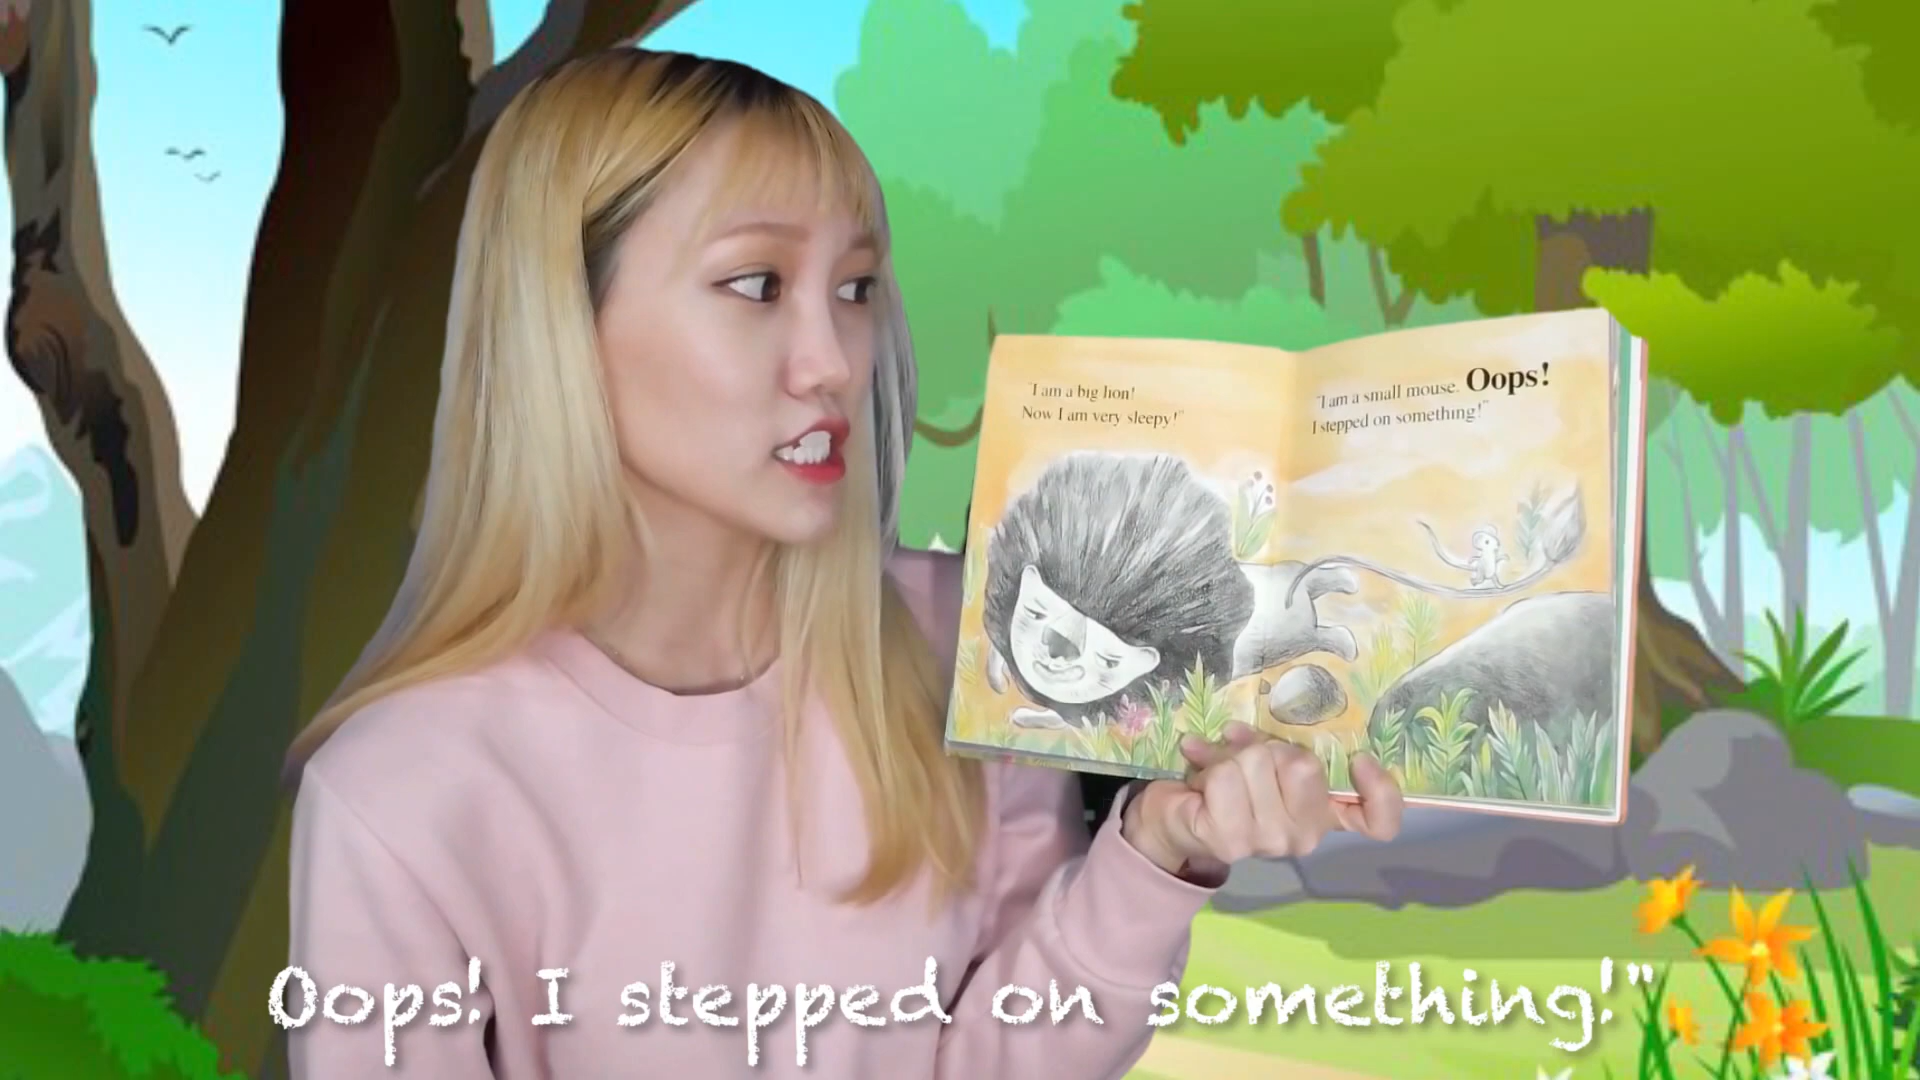 "I am a big lion!
Now I am very sleepy!"
"I am a small mouse. Oops!
I stepped on something!"
Oops! I stepped on something!"